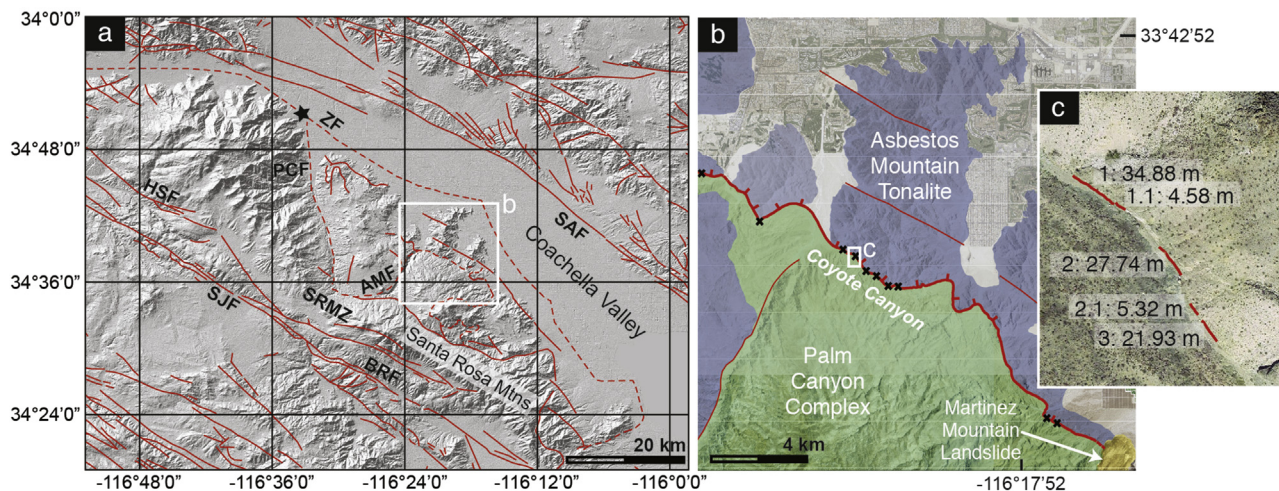 a
34°0'0"
34°48'0"
34°36'0"
34°24'0"
ZF
PCF
HSF
SAF
b
Coachella Valley
AMF
SJF
SRMZ
BRF
Santa Rosa Mtns
20 km
-116°48'0"
-116°36'0"
-116°24'0"
-116°12'0"
-116°0'0"
b
33°42'52
Asbestos
Mountain
Tonalite
C
Coyote Canyon
Palm
Canyon
Complex
Martinez
Mountain
Landslide
4 km
-116°17'52
c
1: 34.88 m
1.1: 4.58 m
2: 27.74 m
2.1: 5.32 m
3: 21.93 m